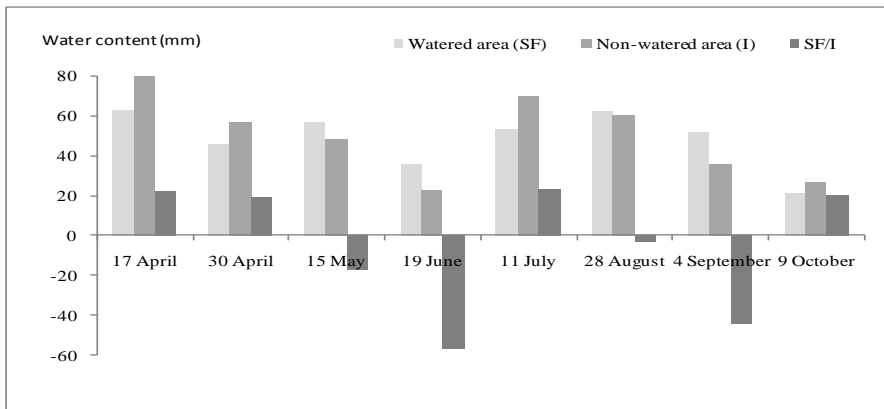 Water content (mm)
Watered area (SF) Non-watered area (I) SF/I
80
60
40
20
0
-20
-40
-60
17 April 30 April 15 May 19 June 11 July 28 August 4 September 9 October